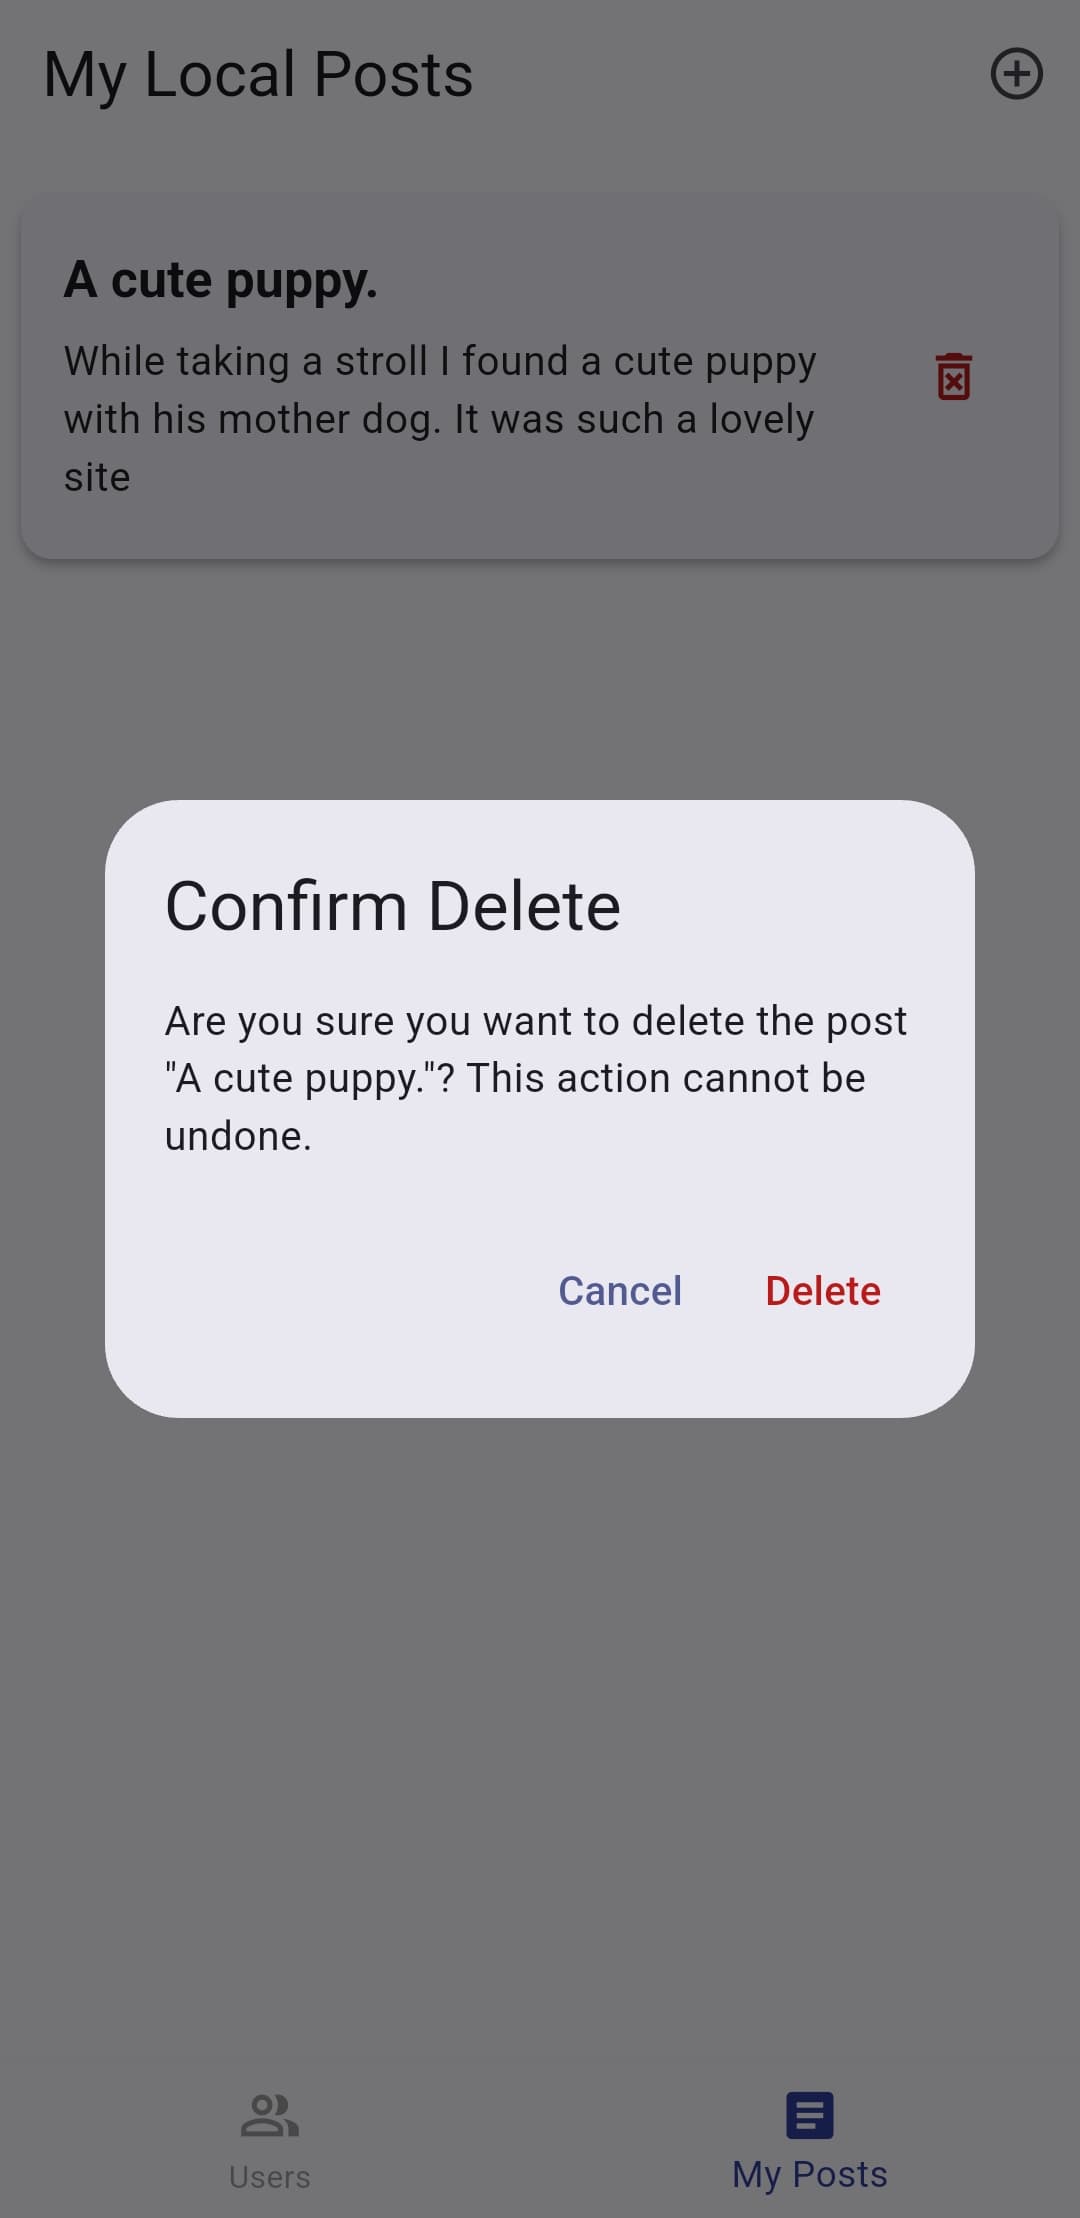 My Local Posts
A cute puppy.
While taking a stroll I found a cute puppy
with his mother dog. It was such a lovely
site
Confirm Delete
Are you sure you want to delete the post
"A cute puppy."? This action cannot be
undone.
Cancel Delete
Users My Posts